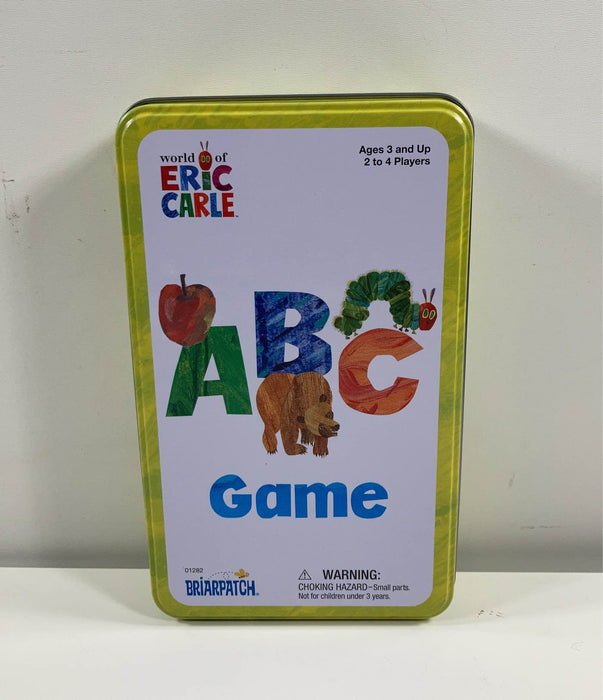 world of
ERIC
CARLE™
Ages 3 and Up
2 to 4 Players
ABC
Game
01282
BRIARPATCH®
⚠ WARNING:
CHOKING HAZARD–Small parts.
Not for children under 3 years.